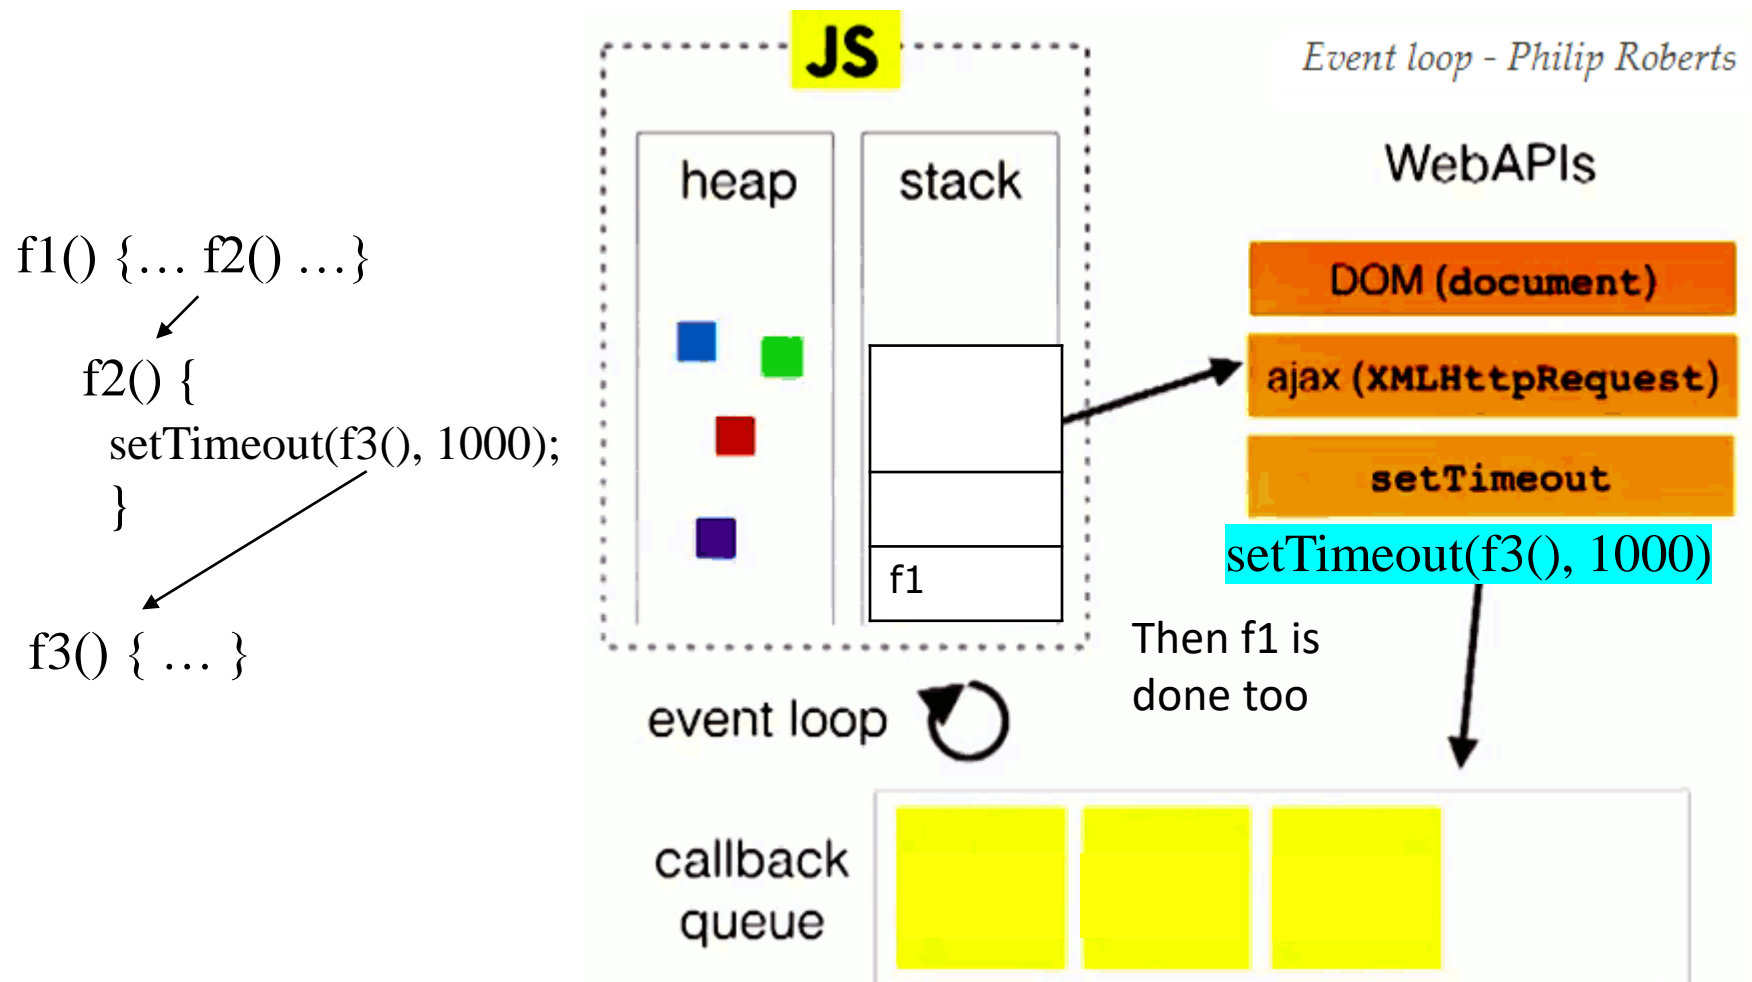 JS
Event loop - Philip Roberts
heap
stack
WebAPIs
f1() {… f2() …}
f2() {
setTimeout(f3(), 1000);
}
f3() { … }
DOM (document)
ajax (XMLHttpRequest)
setTimeout
setTimeout(f3(), 1000)
f1
Then f1 is
done too
event loop
callback
queue